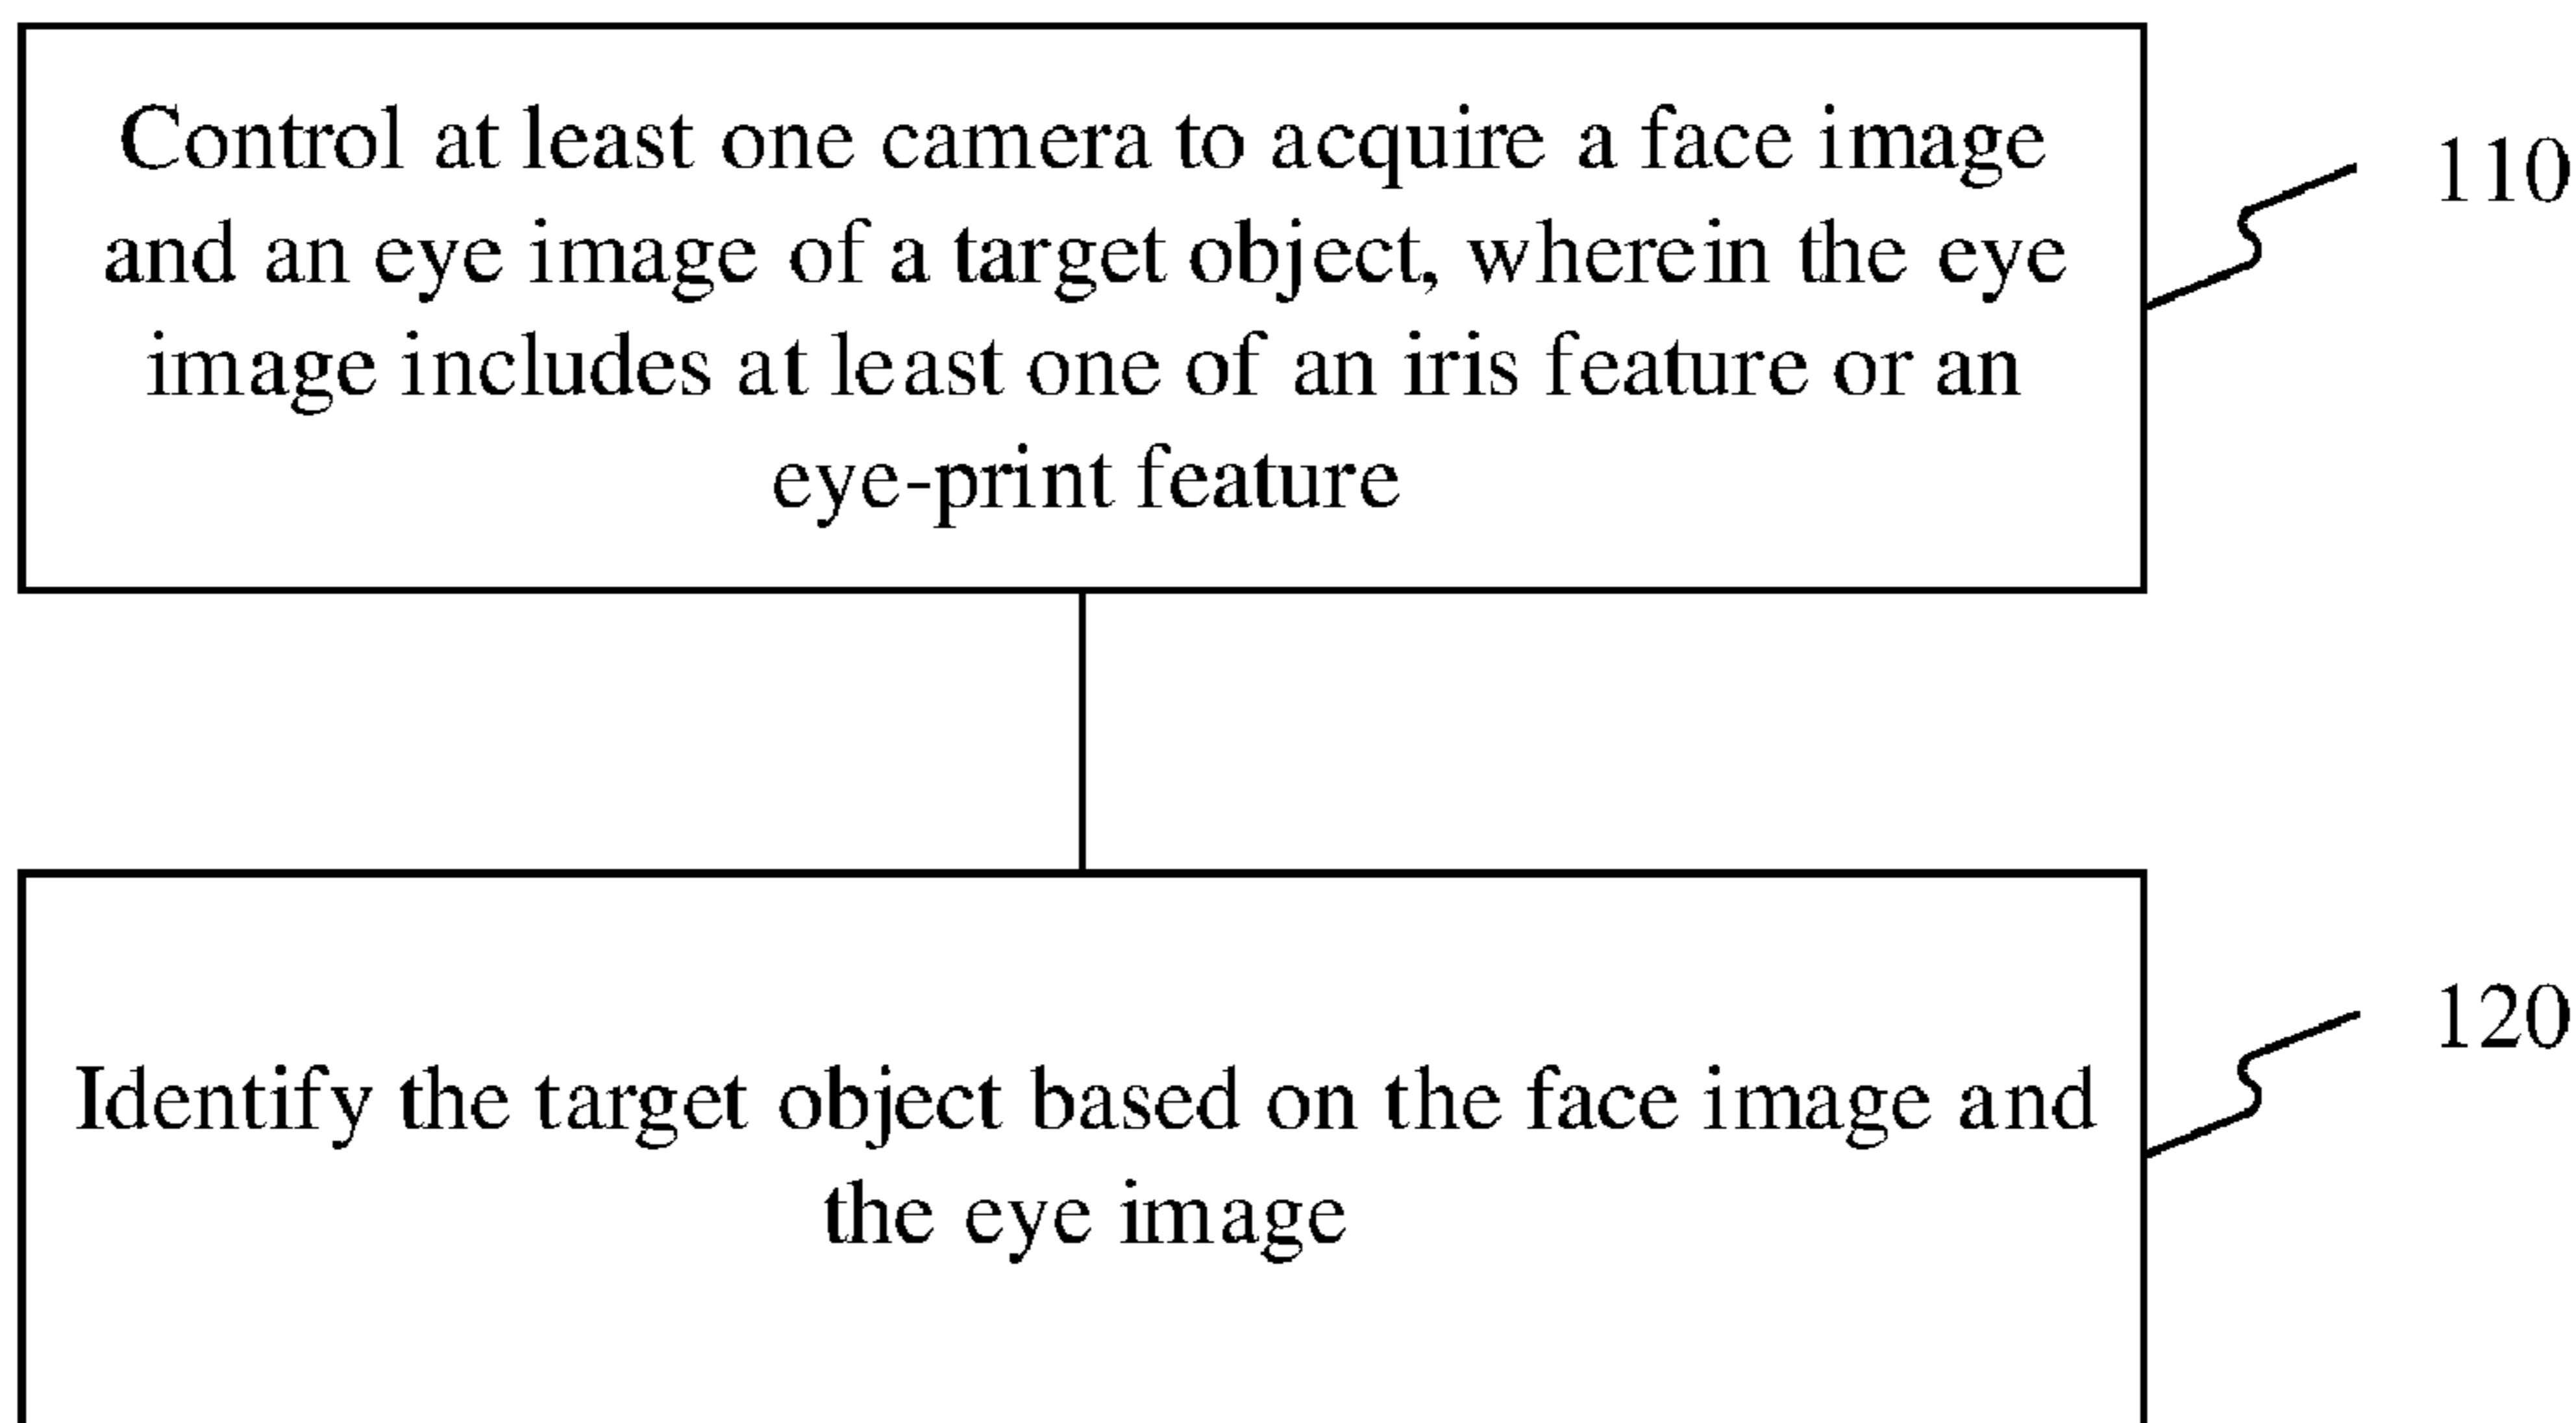 Control at least one camera to acquire a face image
and an eye image of a target object, wherein the eye
image includes at least one of an iris feature or an
eye-print feature
110
Identify the target object based on the face image and
the eye image
120